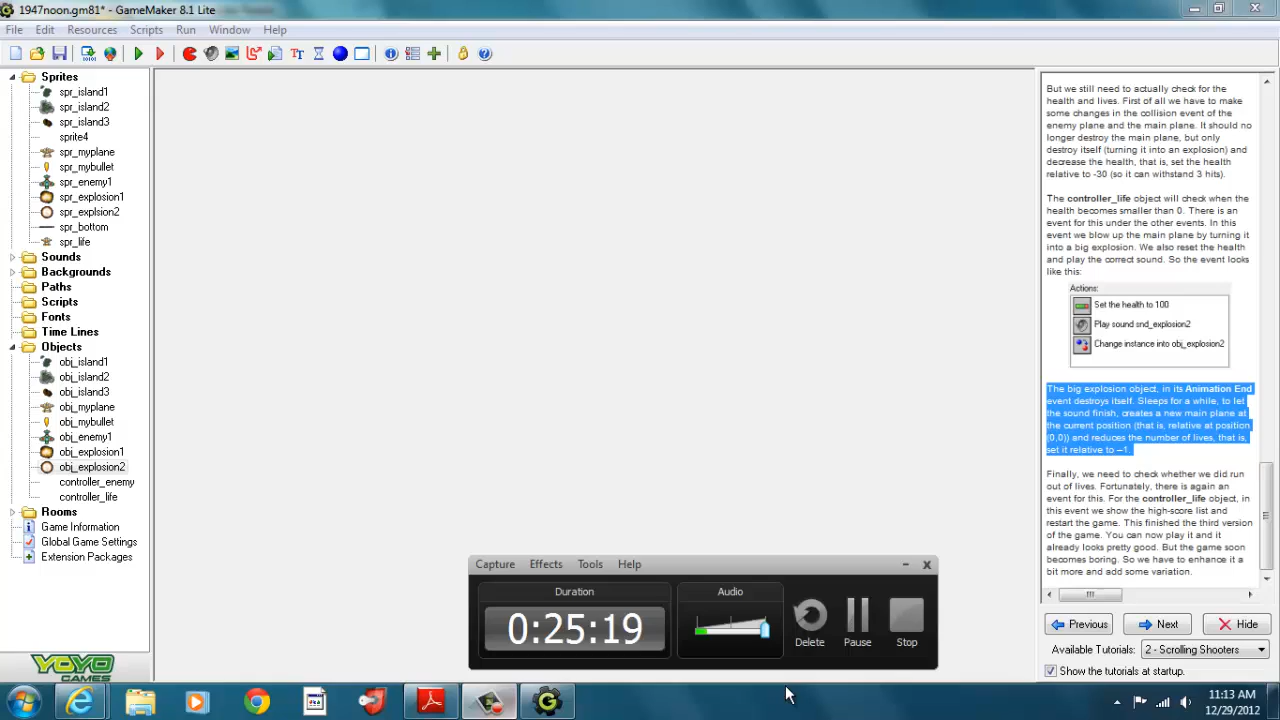 1947noon.gm81* - GameMaker 8.1 Lite
File Edit Resources Scripts Run Window Help
Sprites
spr_island1
spr_island2
spr_island3
sprite4
spr_myplane
spr_mybullet
spr_enemy1
spr_explosion1
spr_explsion2
spr_bottom
spr_life
Sounds
Backgrounds
Paths
Scripts
Fonts
Time Lines
Objects
obj_island1
obj_island2
obj_island3
obj_myplane
obj_mybullet
obj_enemy1
obj_explosion1
obj_explosion2
controller_enemy
controller_life
Rooms
Game Information
Global Game Settings
Extension Packages
YOYO
GAMES
But we still need to actually check for the
health and lives. First of all we have to make
some changes in the collision event of the
enemy plane and the main plane. It should no
longer destroy the main plane, but only
destroy itself (turning it into an explosion) and
decrease the health, that is, set the health
relative to -30 (so it can withstand 3 hits).
The controller_life object will check when the
health becomes smaller than 0. There is an
event for this under the other events. In this
event we blow up the main plane by turning it
into a big explosion. We also reset the health
and play the correct sound. So the event looks
like this:
Actions:
Set the health to 100
Play sound snd_explosion2
Change instance into obj_explosion2
The big explosion object, in its Animation End
event destroys itself. Sleeps for a while, to let
the sound finish, creates a new main plane at
the current position (that is, relative at position
(0,0)) and reduces the number of lives, that is,
set it relative to –1.
Finally, we need to check whether we did run
out of lives. Fortunately, there is again an
event for this. For the controller_life object, in
this event we show the high-score list and
restart the game. This finished the third version
of the game. You can now play it and it
already looks pretty good. But the game soon
becomes boring. So we have to enhance it a
bit more and add some variation.
Previous Next Hide
Available Tutorials: 2 - Scrolling Shooters
Show the tutorials at startup.
Capture Effects Tools Help
Duration Audio
0:25:19
Delete Pause Stop
11:13 AM
12/29/2012